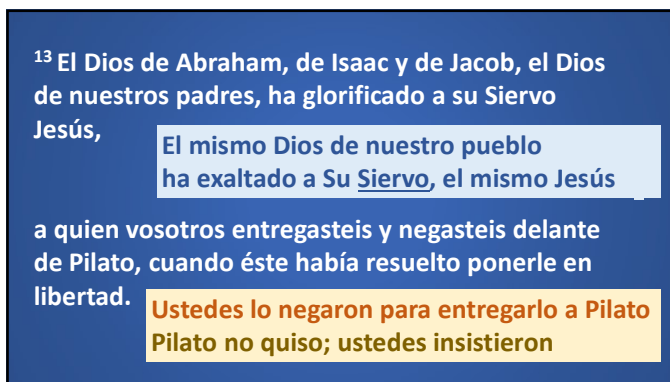 13 El Dios de Abraham, de Isaac y de Jacob, el Dios
de nuestros padres, ha glorificado a su Siervo
Jesús,
El mismo Dios de nuestro pueblo
ha exaltado a Su Siervo, el mismo Jesús
a quien vosotros entregasteis y negasteis delante
de Pilato, cuando éste había resuelto ponerle en
libertad.
Ustedes lo negaron para entregarlo a Pilato
Pilato no quiso; ustedes insistieron